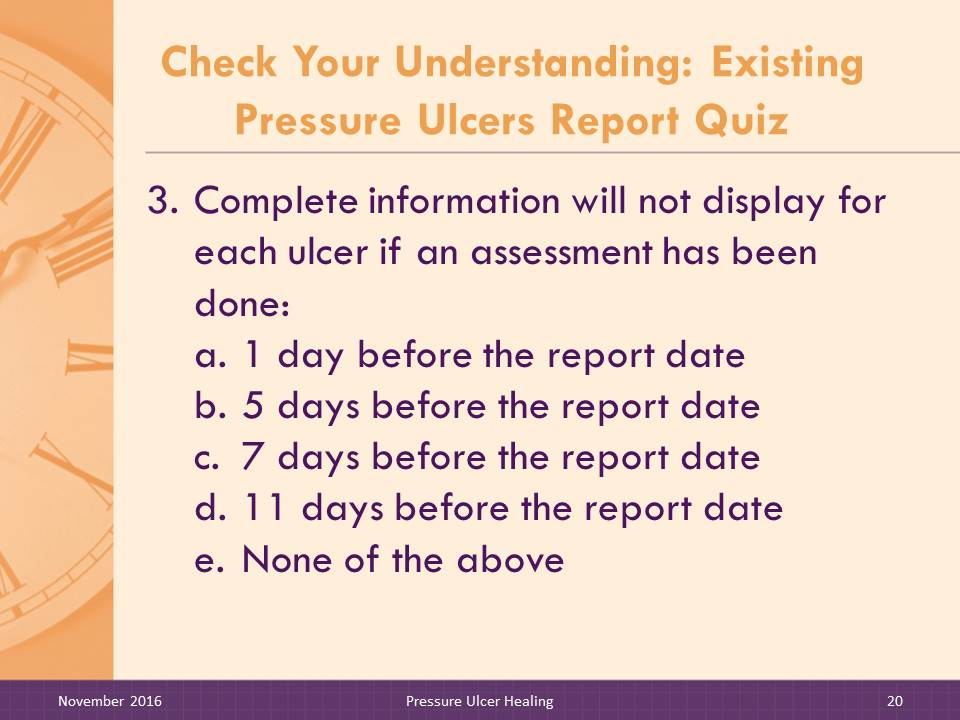 Check Your Understanding: Existing
Pressure Ulcers Report Quiz
3. Complete information will not display for
each ulcer if an assessment has been
done:
a. 1 day before the report date
b. 5 days before the report date
c. 7 days before the report date
d. 11 days before the report date
e. None of the above
November 2016 Pressure Ulcer Healing 20